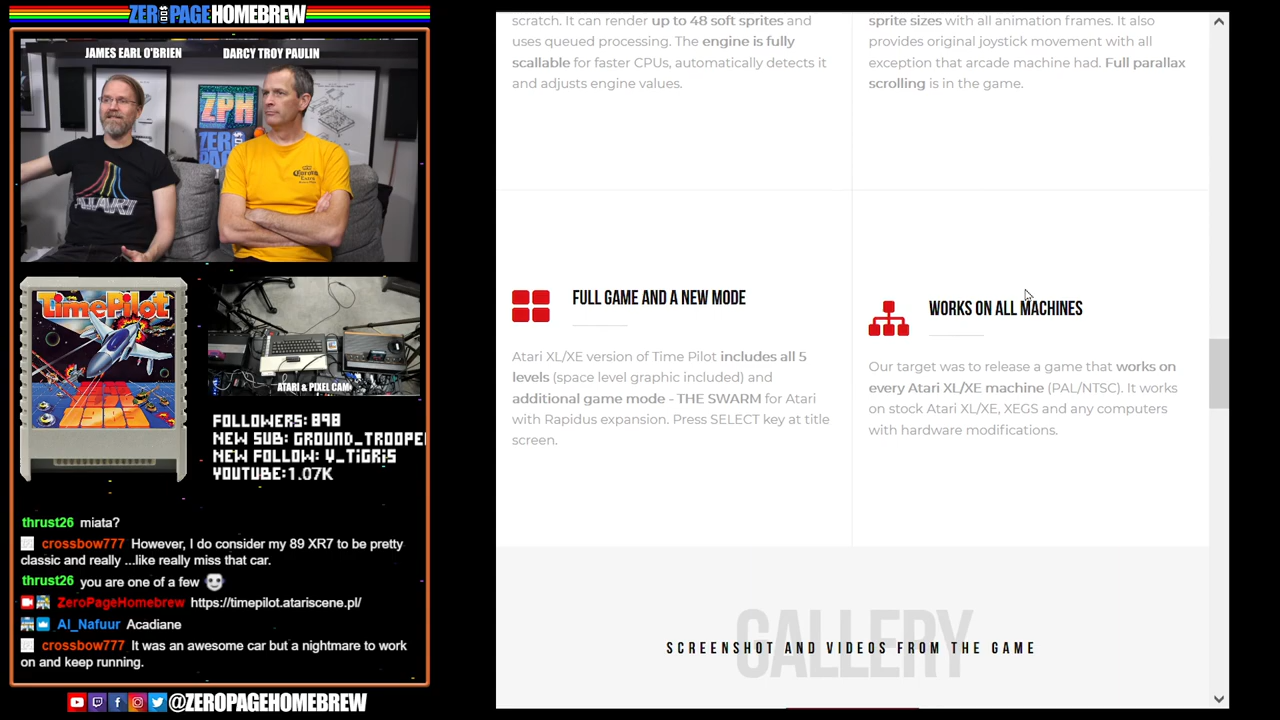 ZERO PAGE HOMEBREW
JAMES EARL O'BRIEN
DARCY TROY PAULIN
ZPH
ATARI
Corona
Extra
TimePilot
ATARI & PIXEL CAM
FOLLOWERS: 898
NEW SUB: GROUND_TROOPER
NEW FOLLOW: V_TIGRIS
YOUTUBE:1.07K
thrust26 miata?
crossbow777 However, I do consider my 89 XR7 to be pretty
classic and really ...like really miss that car.
thrust26 you are one of a few
ZeroPageHomebrew https://timepilot.atariscene.pl/
Al_Nafuur Acadiane
crossbow777 It was an awesome car but a nightmare to work
on and keep running.
@ZEROPAGEHOMEBREW
scratch. It can render up to 48 soft sprites and
uses queued processing. The engine is fully
scallable for faster CPUs, automatically detects it
and adjusts engine values.
sprite sizes with all animation frames. It also
provides original joystick movement with all
exception that arcade machine had. Full parallax
scrolling is in the game.
FULL GAME AND A NEW MODE
Atari XL/XE version of Time Pilot includes all 5
levels (space level graphic included) and
additional game mode - THE SWARM for Atari
with Rapidus expansion. Press SELECT key at title
screen.
WORKS ON ALL MACHINES
Our target was to release a game that works on
every Atari XL/XE machine (PAL/NTSC). It works
on stock Atari XL/XE, XEGS and any computers
with hardware modifications.
GALLERY
SCREENSHOT AND VIDEOS FROM THE GAME